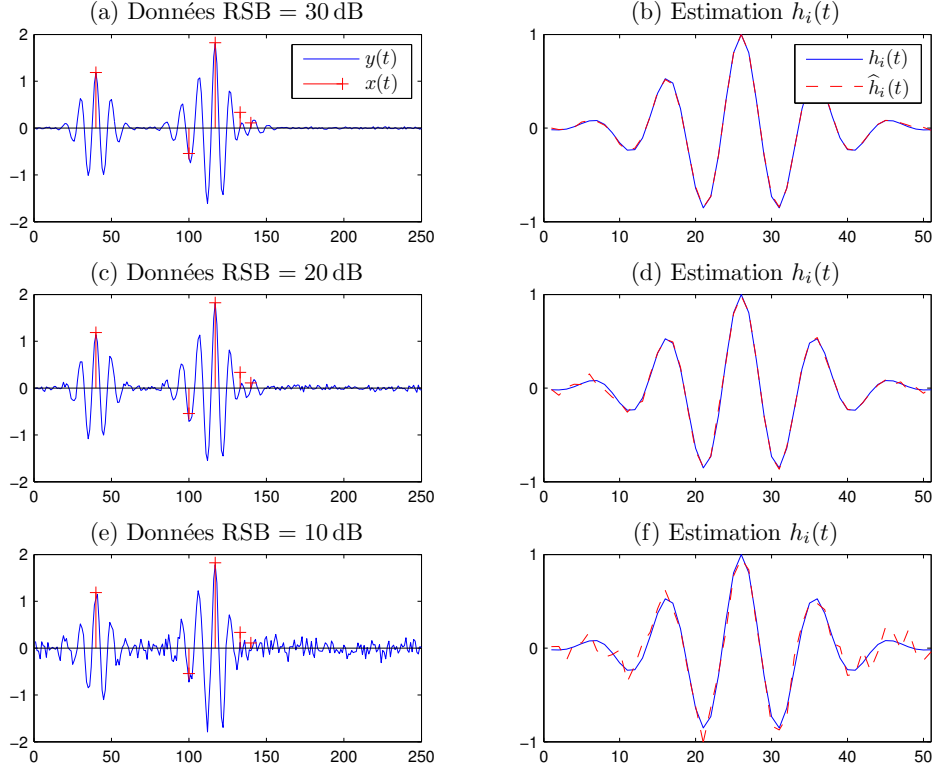 (a) Données RSB = 30 dB
2
1
0
−1
−2
0 50 100 150 200 250
y(t)
x(t)
(b) Estimation h_i(t)
1
0
−1
0 10 20 30 40 50
h_i(t)
ĥ_i(t)
(c) Données RSB = 20 dB
2
1
0
−1
−2
0 50 100 150 200 250
(d) Estimation h_i(t)
1
0
−1
0 10 20 30 40 50
(e) Données RSB = 10 dB
2
1
0
−1
−2
0 50 100 150 200 250
(f) Estimation h_i(t)
1
0
−1
0 10 20 30 40 50